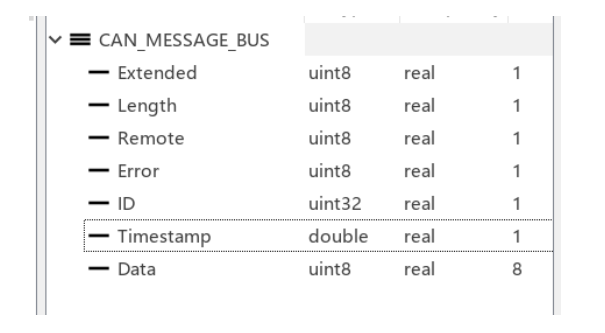 CAN_MESSAGE_BUS
Extended uint8 real 1
Length uint8 real 1
Remote uint8 real 1
Error uint8 real 1
ID uint32 real 1
Timestamp double real 1
Data uint8 real 8